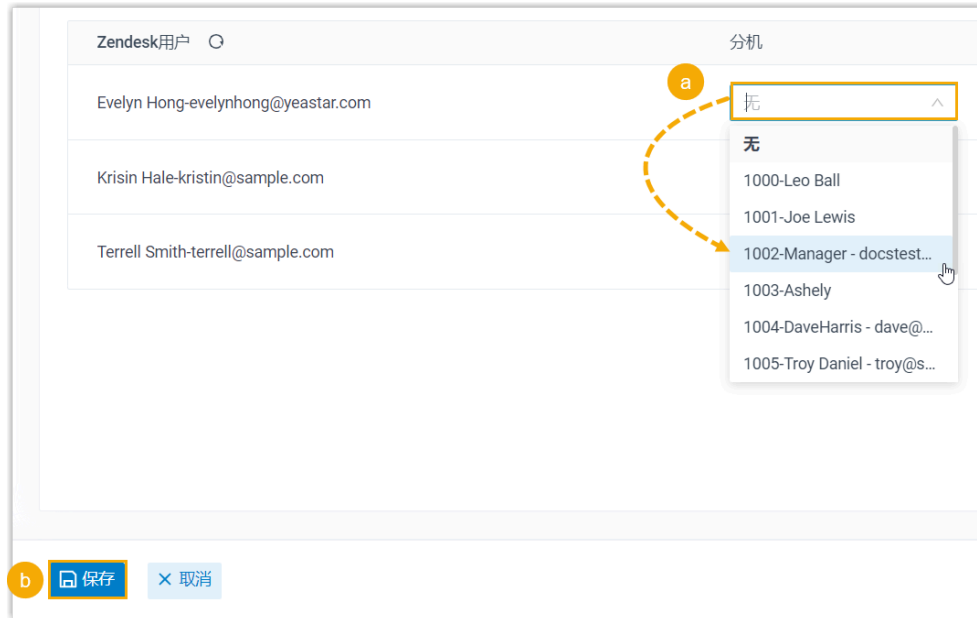 Zendesk用户 分机
a
Evelyn Hong-evelynhong@yeastar.com 无
无
Krisin Hale-kristin@sample.com 1000-Leo Ball
1001-Joe Lewis
Terrell Smith-terrell@sample.com 1002-Manager - docstest...
1003-Ashely
1004-DaveHarris - dave@...
1005-Troy Daniel - troy@s...
b 保存 取消